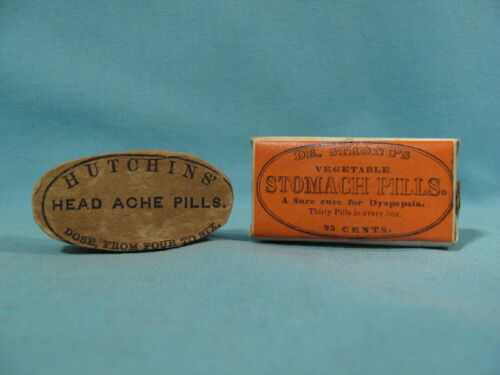 HUTCHINS'
HEAD ACHE PILLS.
DOSE, FROM FOUR TO SIX.
DR. STRONG'S
VEGETABLE
STOMACH PILLS.
A Sure cure for Dyspepsia.
Thirty Pills in every box.
25 CENTS.